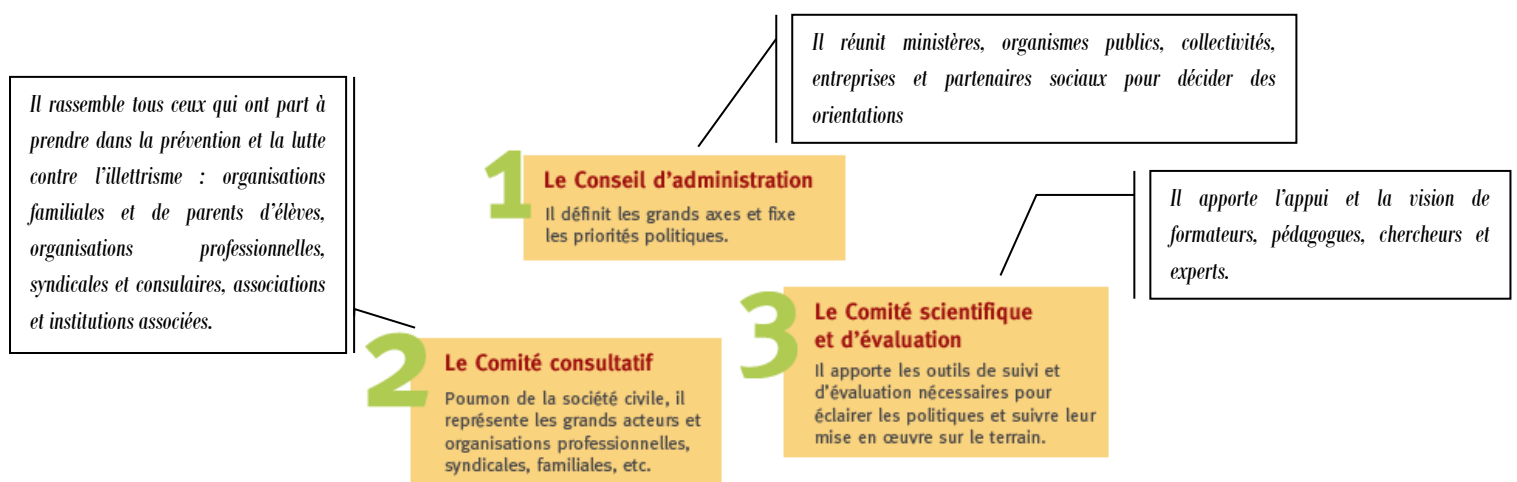 Il réunit ministères, organismes publics, collectivités,
entreprises et partenaires sociaux pour décider des
orientations
Il rassemble tous ceux qui ont part à
prendre dans la prévention et la lutte
contre l'illettrisme : organisations
familiales et de parents d'élèves,
organisations professionnelles,
syndicales et consulaires, associations
et institutions associées.
1
Le Conseil d'administration
Il définit les grands axes et fixe
les priorités politiques.
Il apporte l'appui et la vision de
formateurs, pédagogues, chercheurs et
experts.
2
Le Comité consultatif
Poumon de la société civile, il
représente les grands acteurs et
organisations professionnelles,
syndicales, familiales, etc.
3
Le Comité scientifique
et d'évaluation
Il apporte les outils de suivi et
d'évaluation nécessaires pour
éclairer les politiques et suivre leur
mise en œuvre sur le terrain.